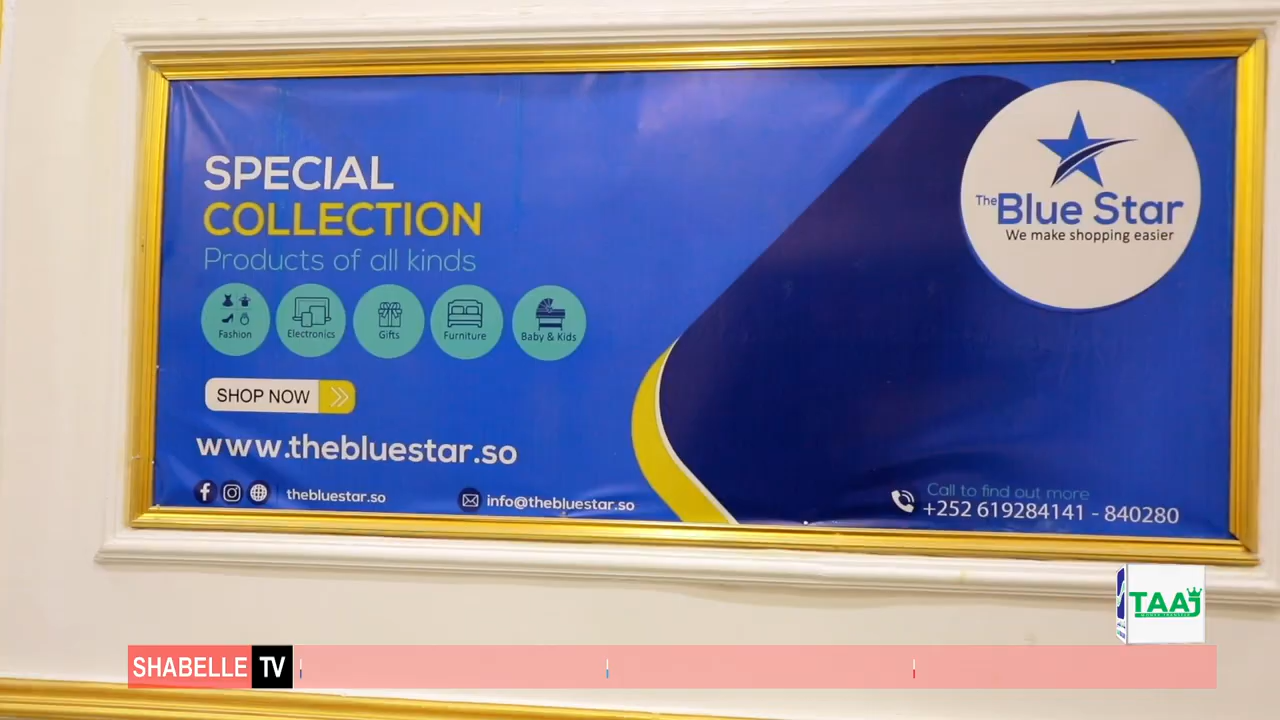 SPECIAL
COLLECTION
Products of all kinds
Fashion
Electronics
Gifts
Furniture
Baby & Kids
SHOP NOW
www.thebluestar.so
thebluestar.so
info@thebluestar.so
The Blue Star
We make shopping easier
Call to find out more
+252 619284141 - 840280
TAAJ
SHABELLE TV